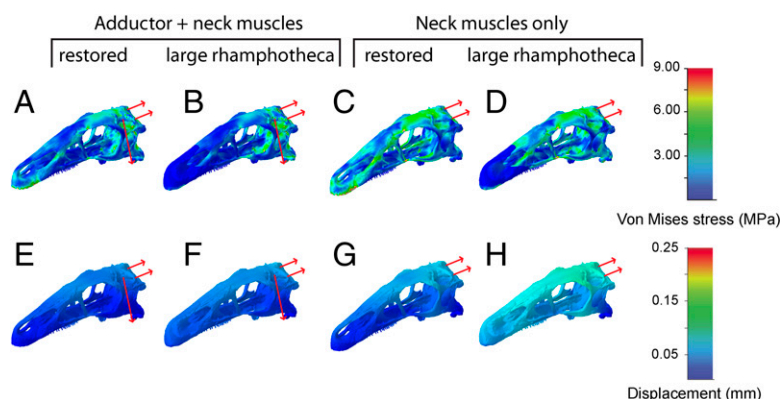 Adductor + neck muscles Neck muscles only
restored large rhamphotheca restored large rhamphotheca
A B C D
9.00
6.00
3.00
Von Mises stress (MPa)
E F G H
0.25
0.15
0.05
Displacement (mm)